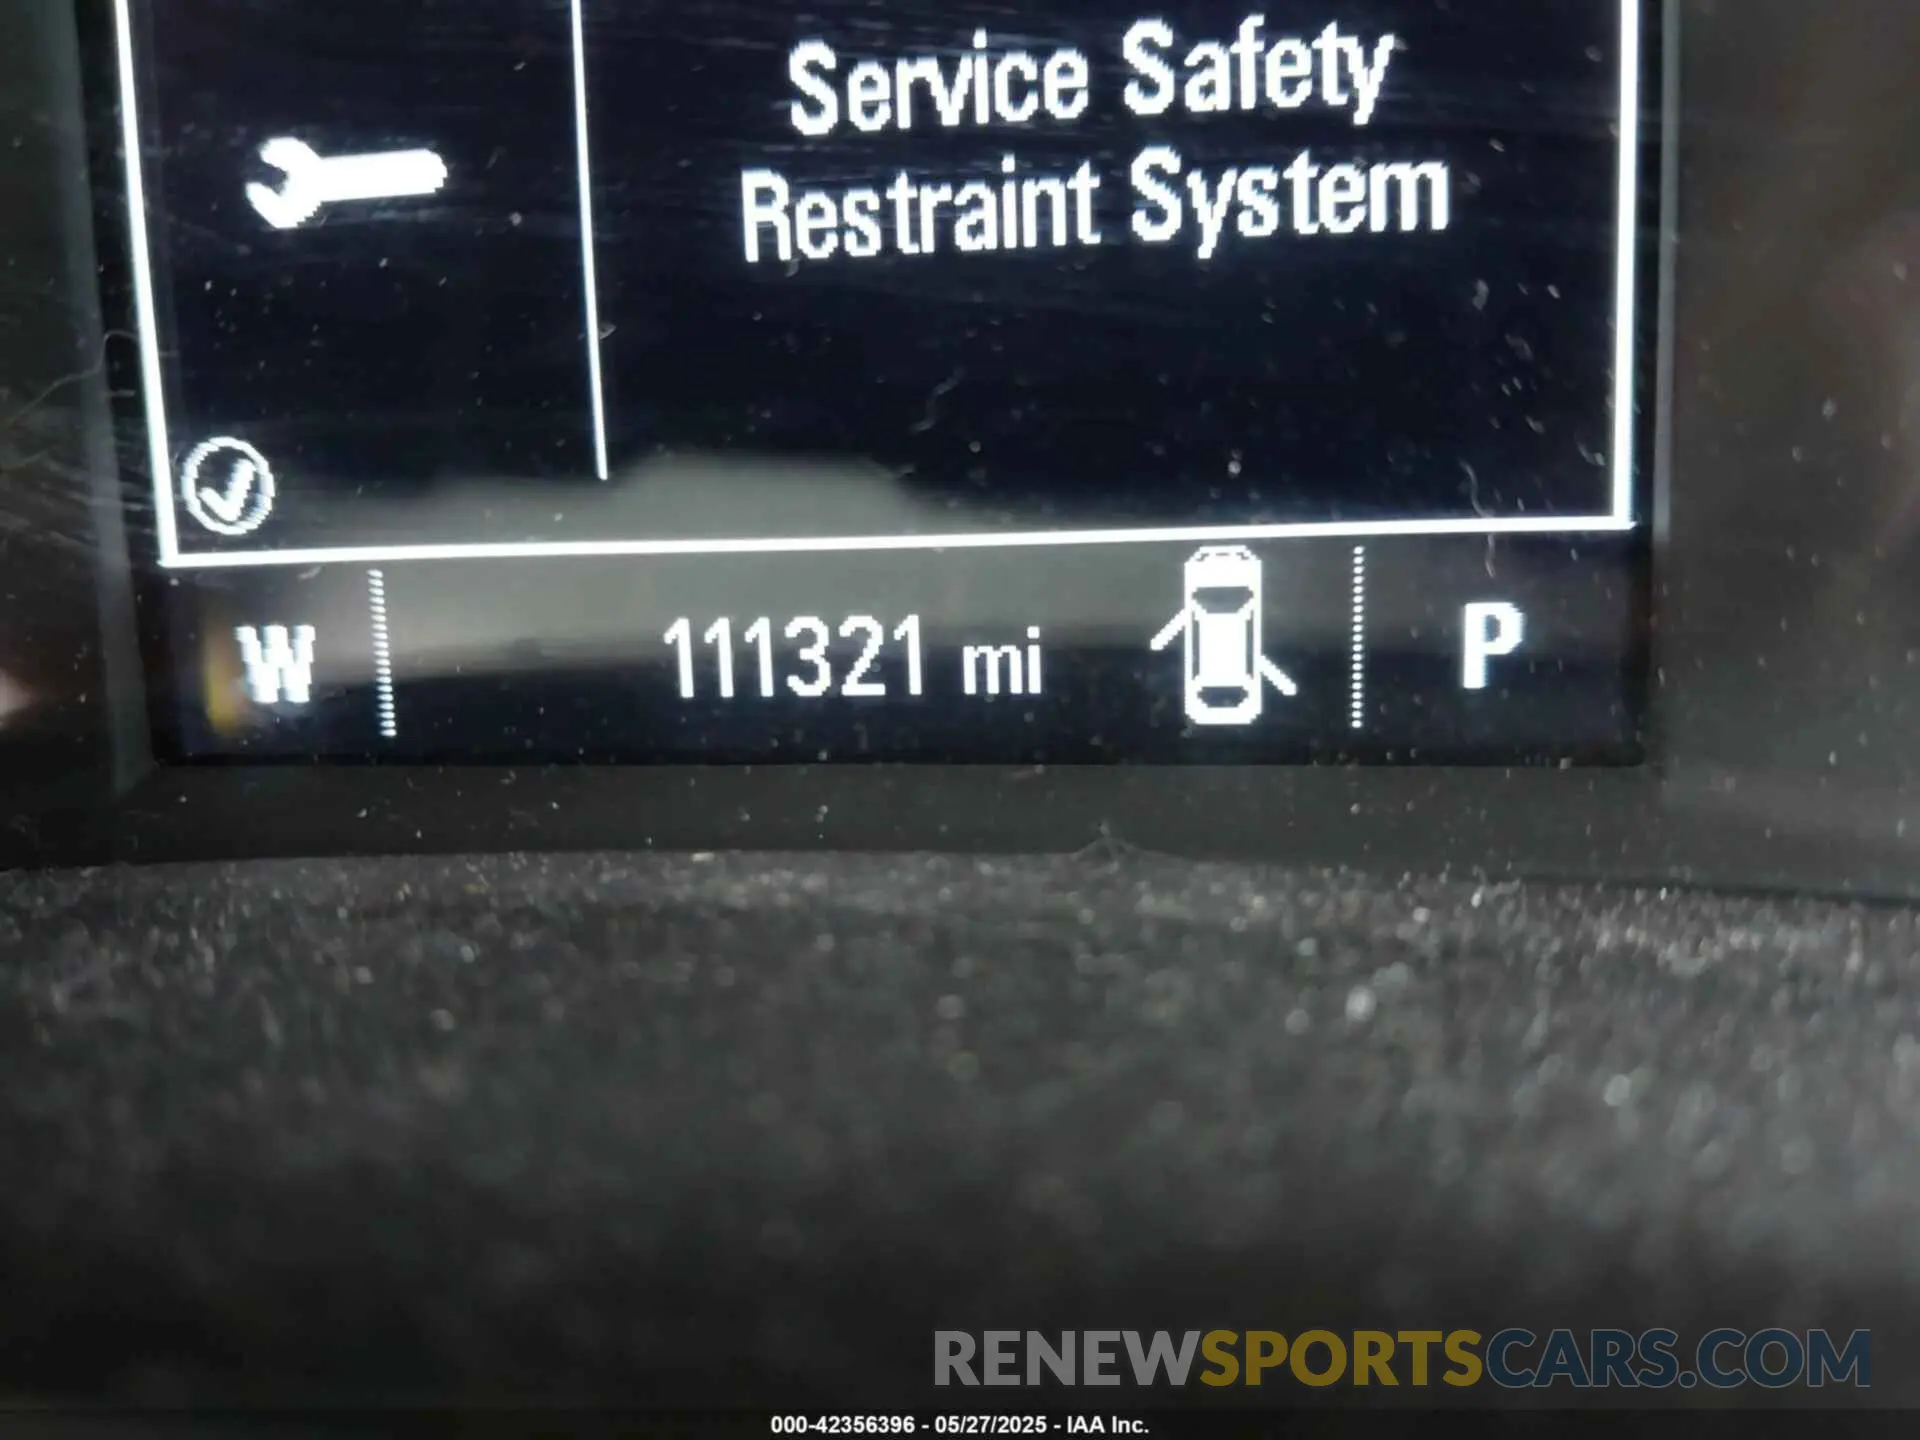 Service Safety
Restraint System
W 111321 mi P
RENEWSPORTSCARS.COM
000-42356396 - 05/27/2025 - IAA Inc.